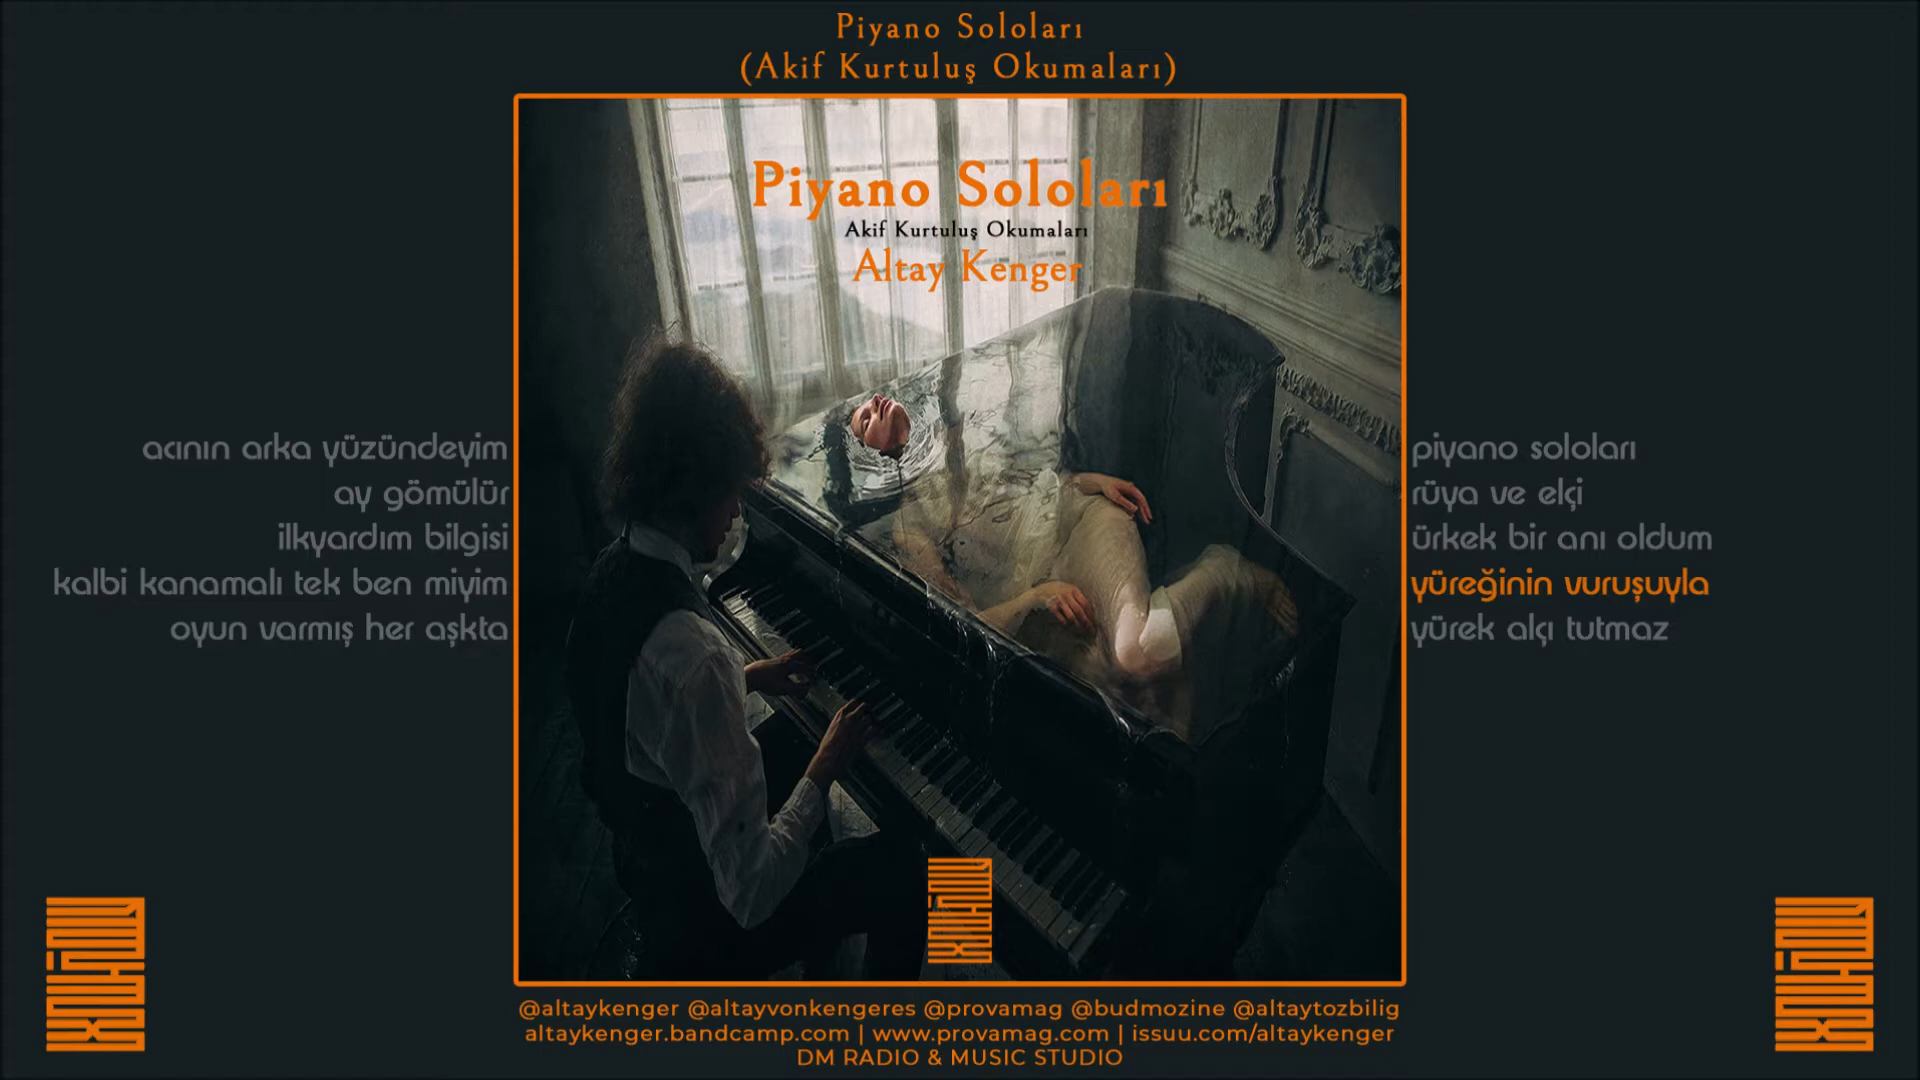 Piyano Soloları
(Akif Kurtuluş Okumaları)
Piyano Soloları
Akif Kurtuluş Okumaları
Altay Kenger
acının arka yüzündeyim
ay gömülür
ilkyardım bilgisi
kalbi kanamalı tek ben miyim
oyun varmış her aşkta
piyano soloları
rüya ve elçi
ürkek bir anı oldum
yüreğinin vuruşuyla
yürek alçı tutmaz
@altaykenger @altayvonkengeres @provamag @budmozine @altaytozbilig
altaykenger.bandcamp.com | www.provamag.com | issuu.com/altaykenger
DM RADIO & MUSIC STUDIO